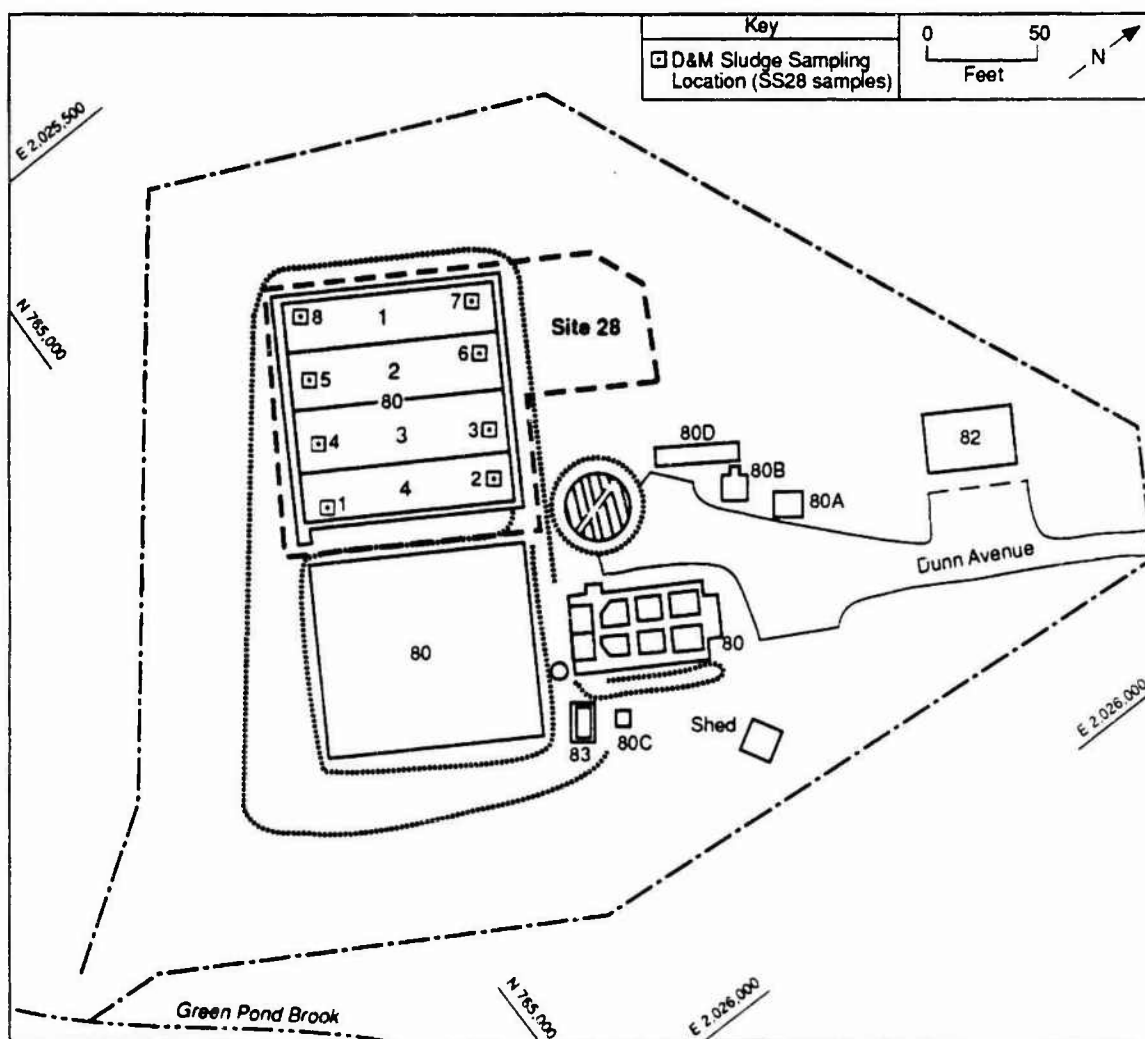 Key
D&M Sludge Sampling
Location (SS28 samples)
0 50
Feet
N
E 2,025,500
N 765,000
8 1 7
Site 28
5 2 6
80
4 3 3
1 4 2
80D
80B
80A
82
Dunn Avenue
80
80
83
80C
Shed
E 2,026,000
N 765,000
E 2,026,000
Green Pond Brook